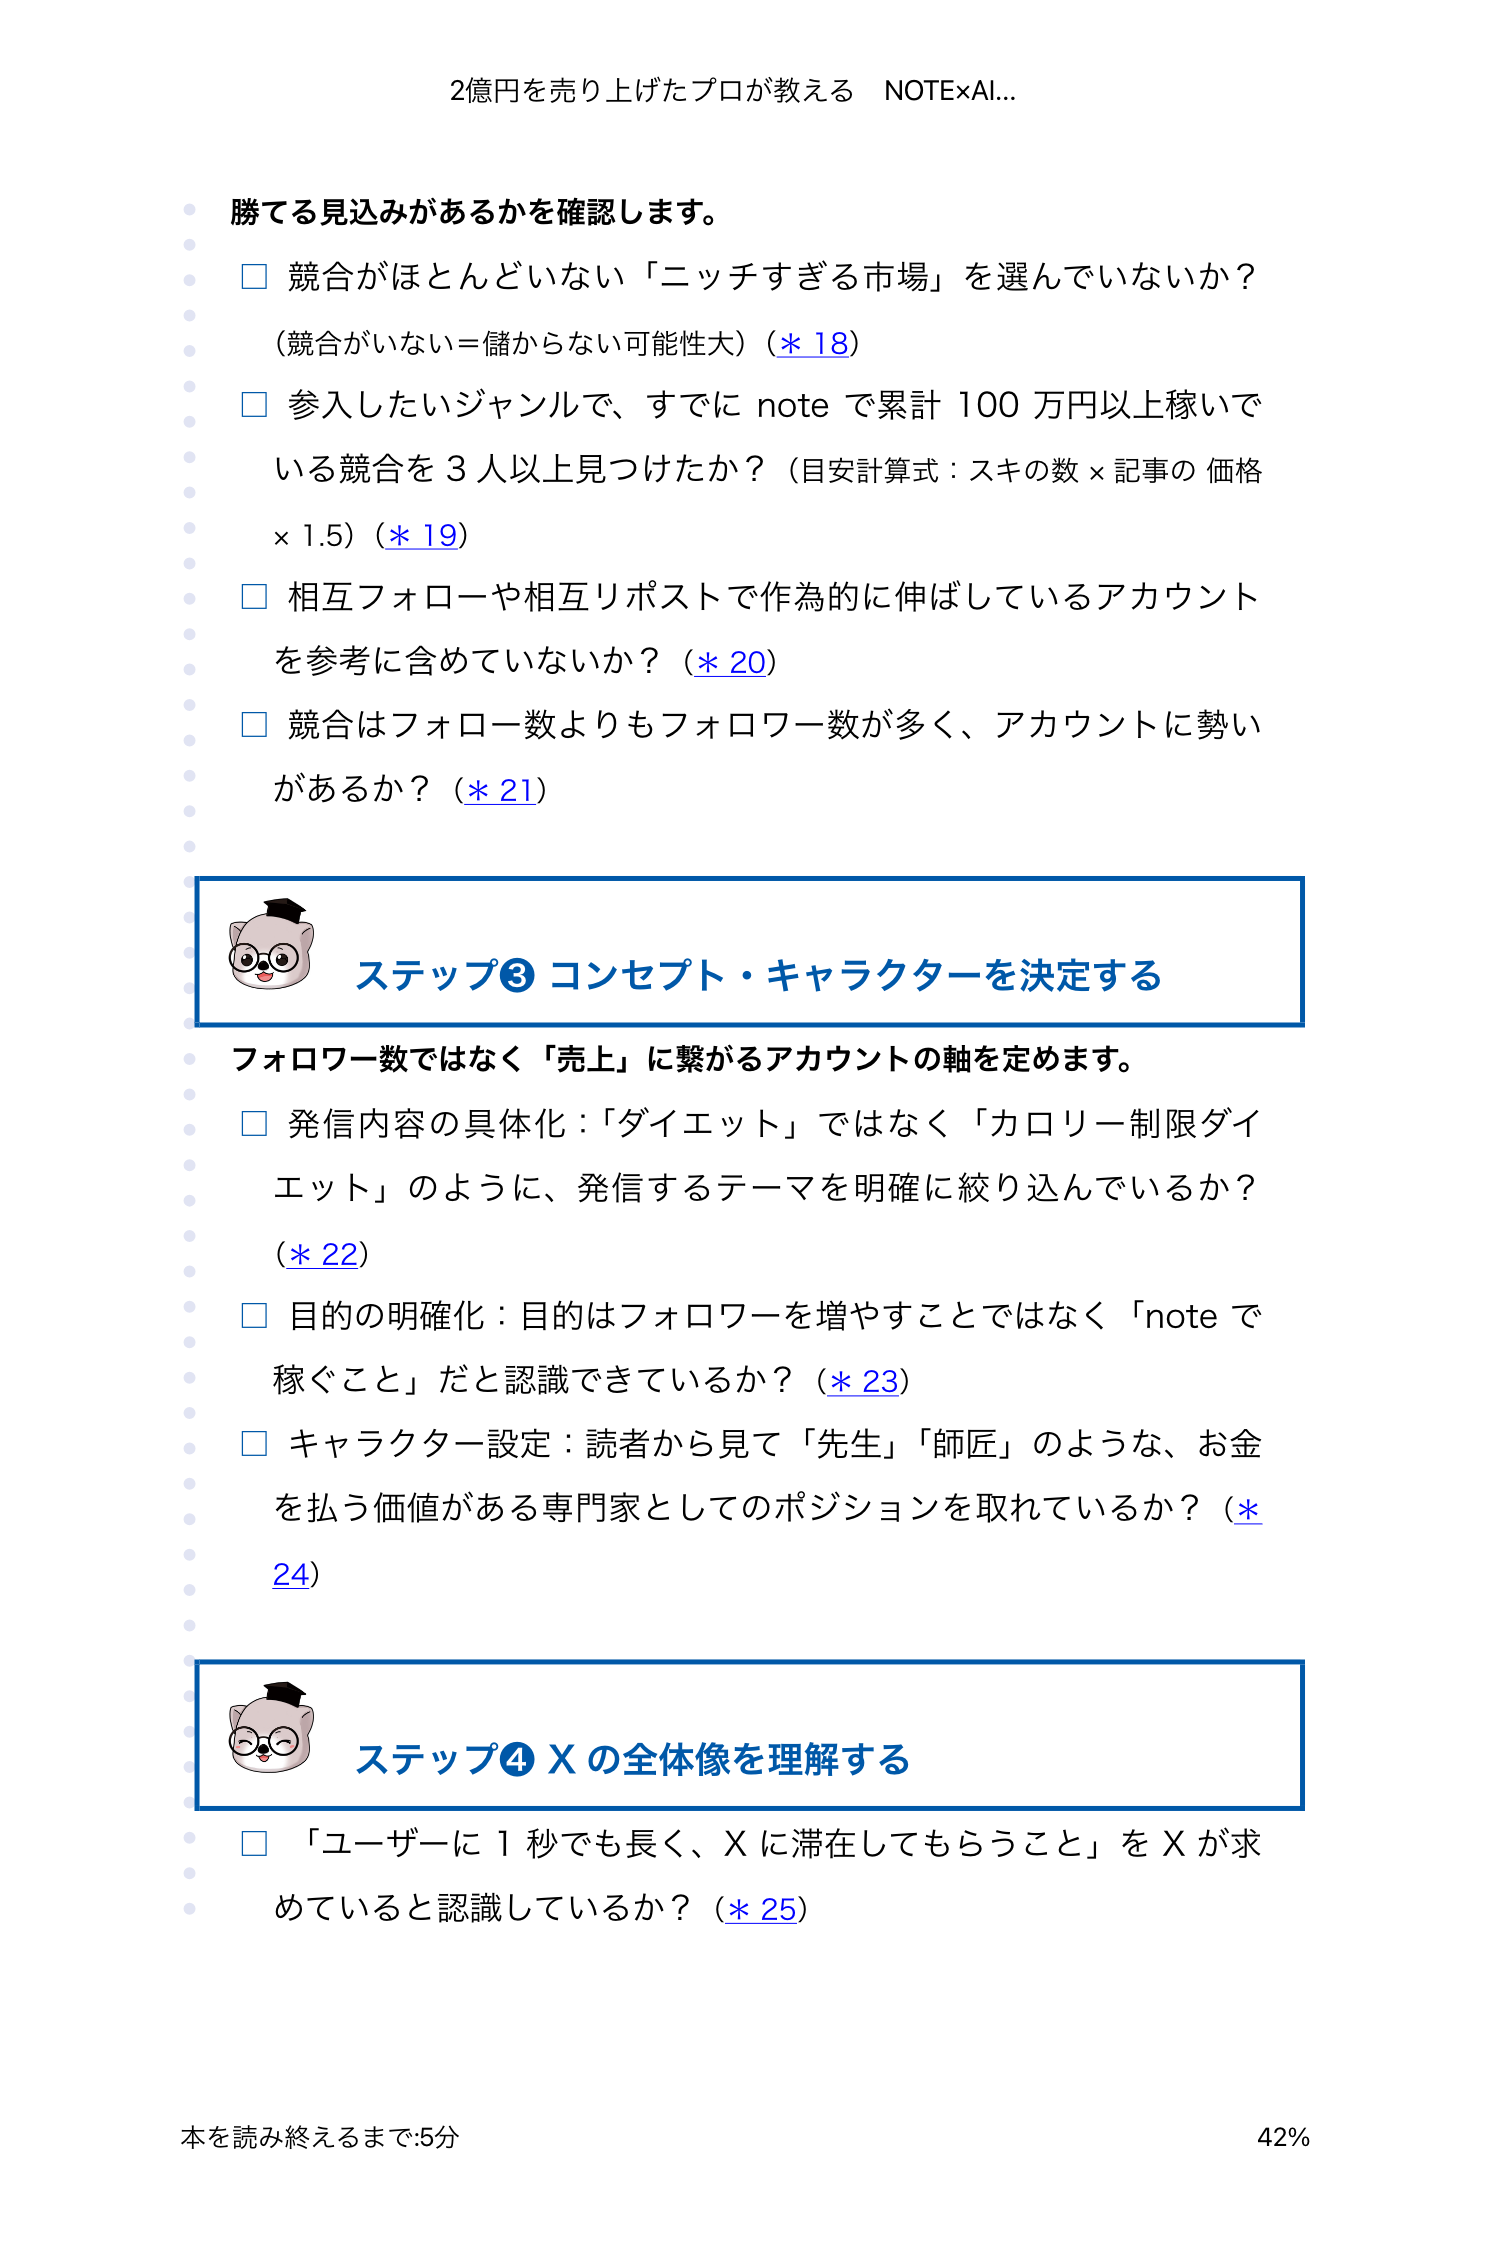 2億円を売り上げたプロが教える　NOTE×AI...
勝てる見込みがあるかを確認します。
□ 競合がほとんどいない「ニッチすぎる市場」を選んでいないか？
（競合がいない＝儲からない可能性大）（＊ 18）
□ 参入したいジャンルで、すでに note で累計 100 万円以上稼いで
いる競合を 3 人以上見つけたか？（目安計算式：スキの数 × 記事の 価格
× 1.5）（＊ 19）
□ 相互フォローや相互リポストで作為的に伸ばしているアカウント
を参考に含めていないか？（＊ 20）
□ 競合はフォロー数よりもフォロワー数が多く、アカウントに勢い
があるか？（＊ 21）
ステップ❸ コンセプト・キャラクターを決定する
フォロワー数ではなく「売上」に繋がるアカウントの軸を定めます。
□ 発信内容の具体化：「ダイエット」ではなく「カロリー制限ダイ
エット」のように、発信するテーマを明確に絞り込んでいるか？
（＊ 22）
□ 目的の明確化：目的はフォロワーを増やすことではなく「note で
稼ぐこと」だと認識できているか？（＊ 23）
□ キャラクター設定：読者から見て「先生」「師匠」のような、お金
を払う価値がある専門家としてのポジションを取れているか？（＊
24）
ステップ❹ X の全体像を理解する
□ 「ユーザーに 1 秒でも長く、X に滞在してもらうこと」を X が求
めていると認識しているか？（＊ 25）
本を読み終えるまで:5分
42%